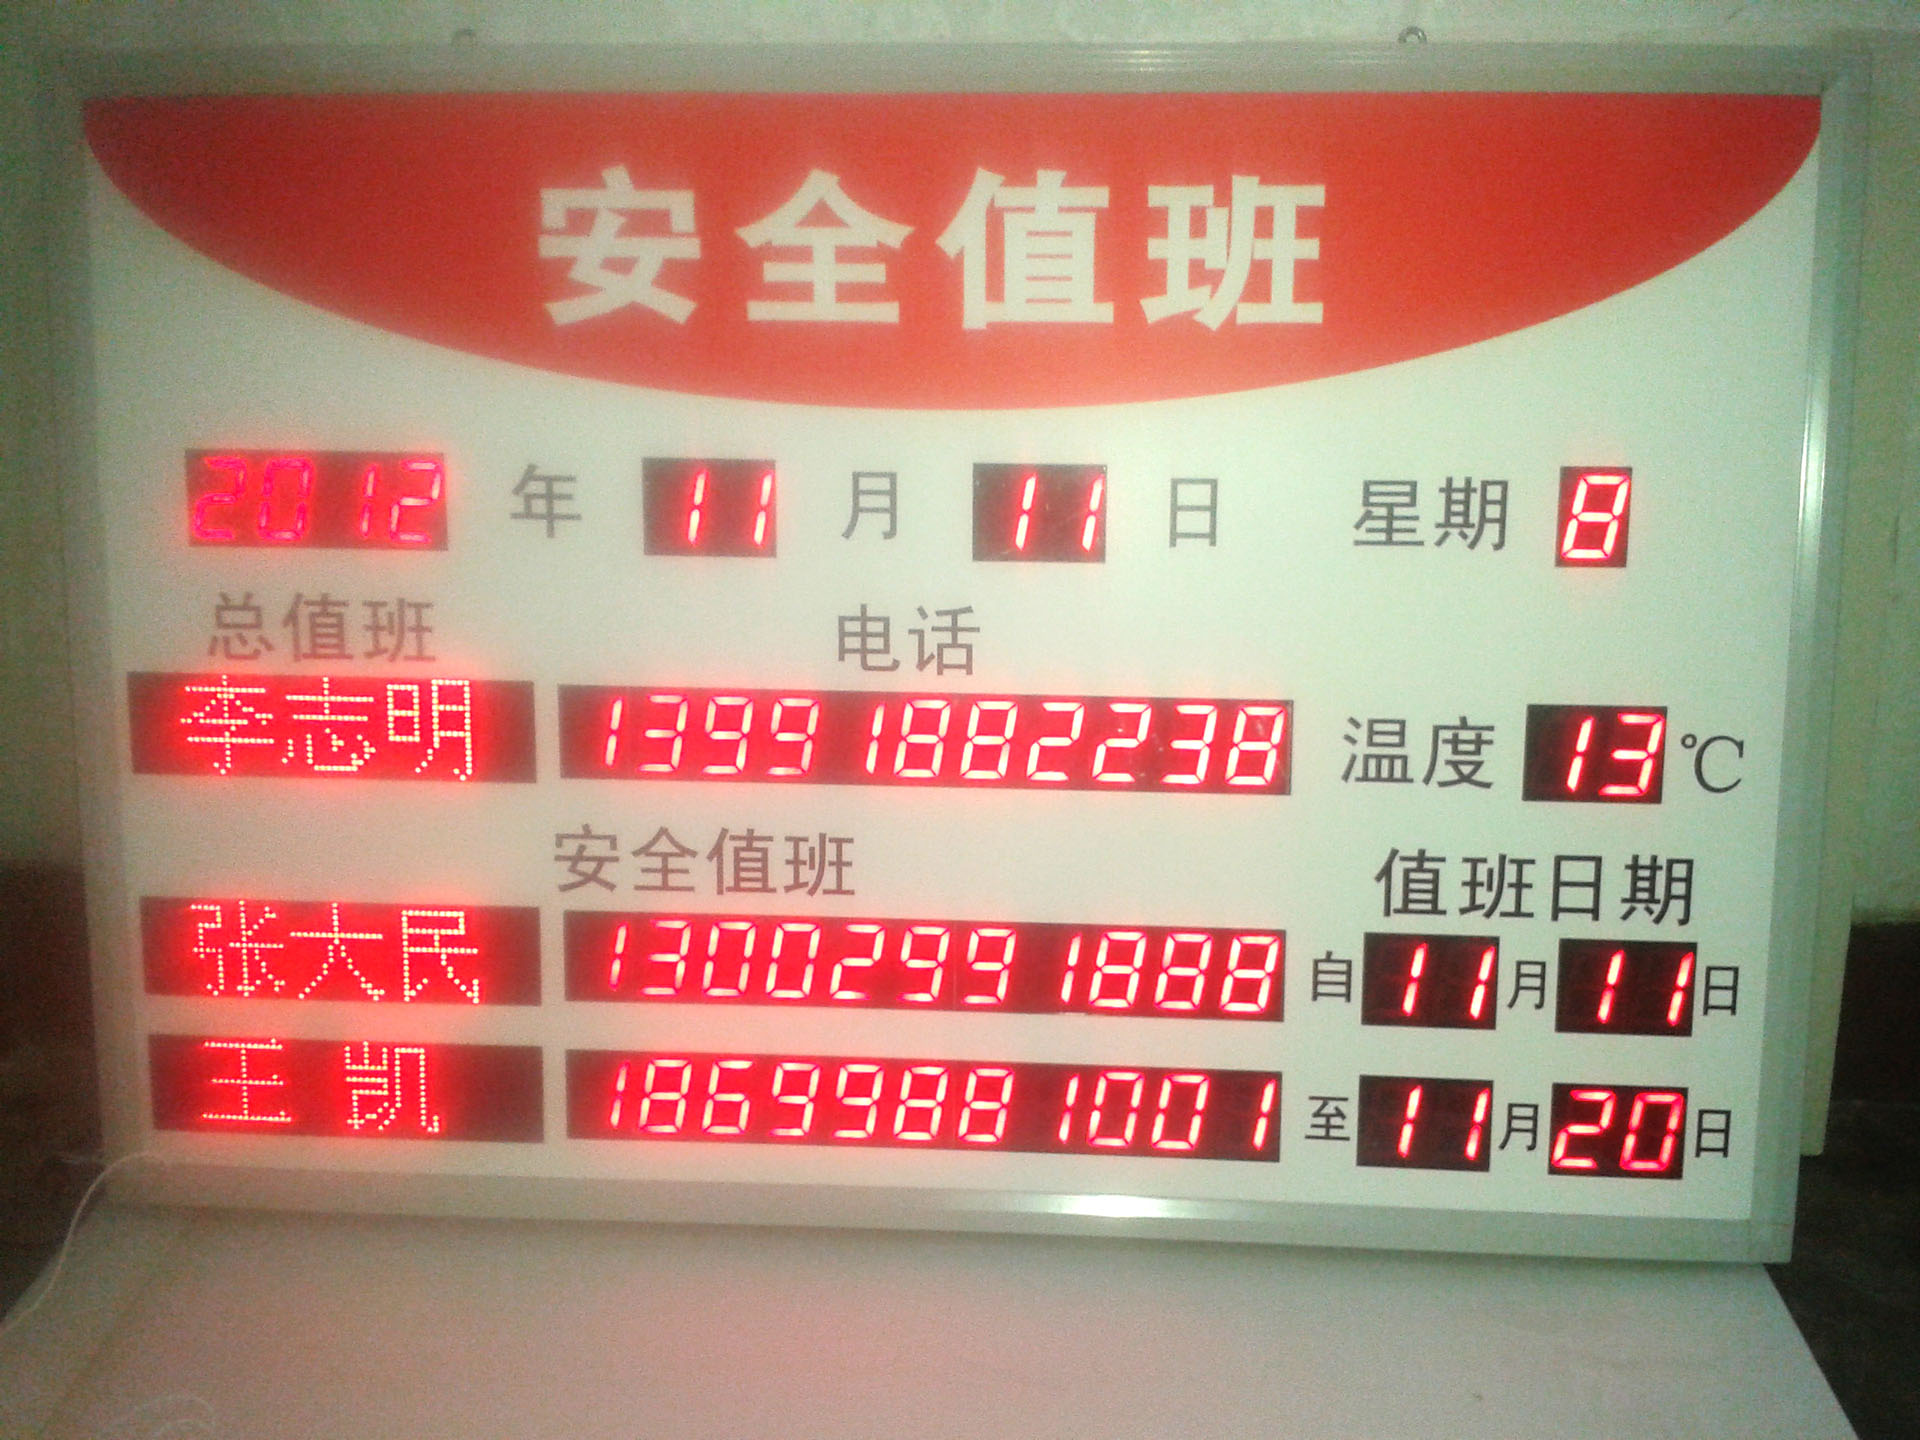 安全值班
2012 年 11 月 11 日 星期 8
总值班 电话
李志明 13991882238 温度 13 ℃
安全值班 值班日期
张大民 13002991888 自 11 月 11 日
王凯 18699881001 至 11 月 20 日